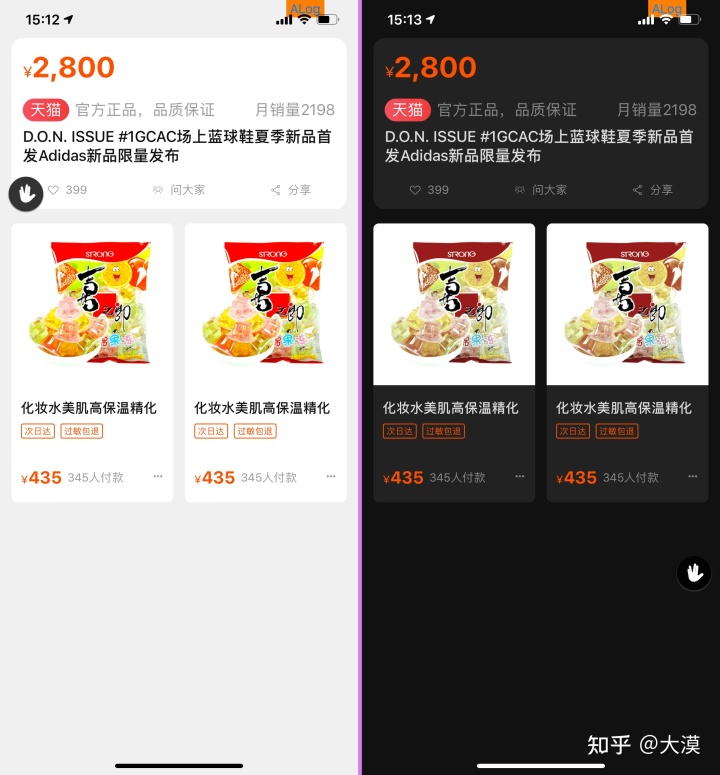 15:12
ALog
¥2,800
天猫 官方正品，品质保证 月销量2198
D.O.N. ISSUE #1GCAC场上蓝球鞋夏季新品首
发Adidas新品限量发布
399 问大家 分享
STRONG
喜之郎
果冻
STRONG
喜之郎
果冻
化妆水美肌高保温精化
次日达 过敏包退
¥435 345人付款 ...
化妆水美肌高保温精化
次日达 过敏包退
¥435 345人付款 ...
15:13
ALog
¥2,800
天猫 官方正品，品质保证 月销量2198
D.O.N. ISSUE #1GCAC场上蓝球鞋夏季新品首
发Adidas新品限量发布
399 问大家 分享
STRONG
喜之郎
果冻
STRONG
喜之郎
果冻
化妆水美肌高保温精化
次日达 过敏包退
¥435 345人付款 ...
化妆水美肌高保温精化
次日达 过敏包退
¥435 345人付款 ...
知乎 @大漠